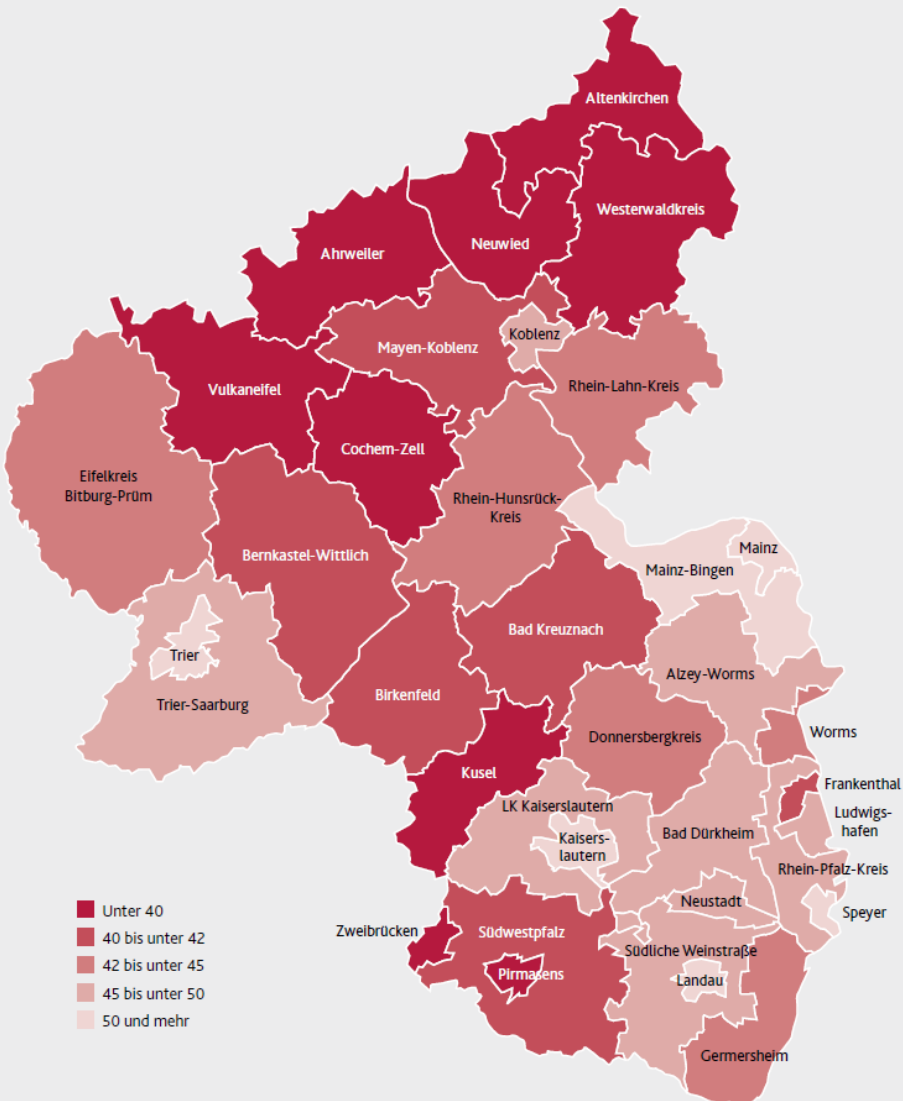 Altenkirchen
Westerwaldkreis
Neuwied
Ahrweiler
Koblenz
Mayen-Koblenz
Rhein-Lahn-Kreis
Vulkaneifel
Cochem-Zell
Eifelkreis
Bitburg-Prüm
Rhein-Hunsrück-
Kreis
Bernkastel-Wittlich
Mainz
Mainz-Bingen
Bad Kreuznach
Trier
Alzey-Worms
Birkenfeld
Trier-Saarburg
Worms
Donnersbergkreis
Kusel
Frankenthal
LK Kaiserslautern
Ludwigs-
hafen
Kaisers-
lautern
Bad Dürkheim
Rhein-Pfalz-Kreis
Neustadt
Speyer
Zweibrücken
Südwestpfalz
Südliche Weinstraße
Pirmasens
Landau
Germersheim
Unter 40
40 bis unter 42
42 bis unter 45
45 bis unter 50
50 und mehr